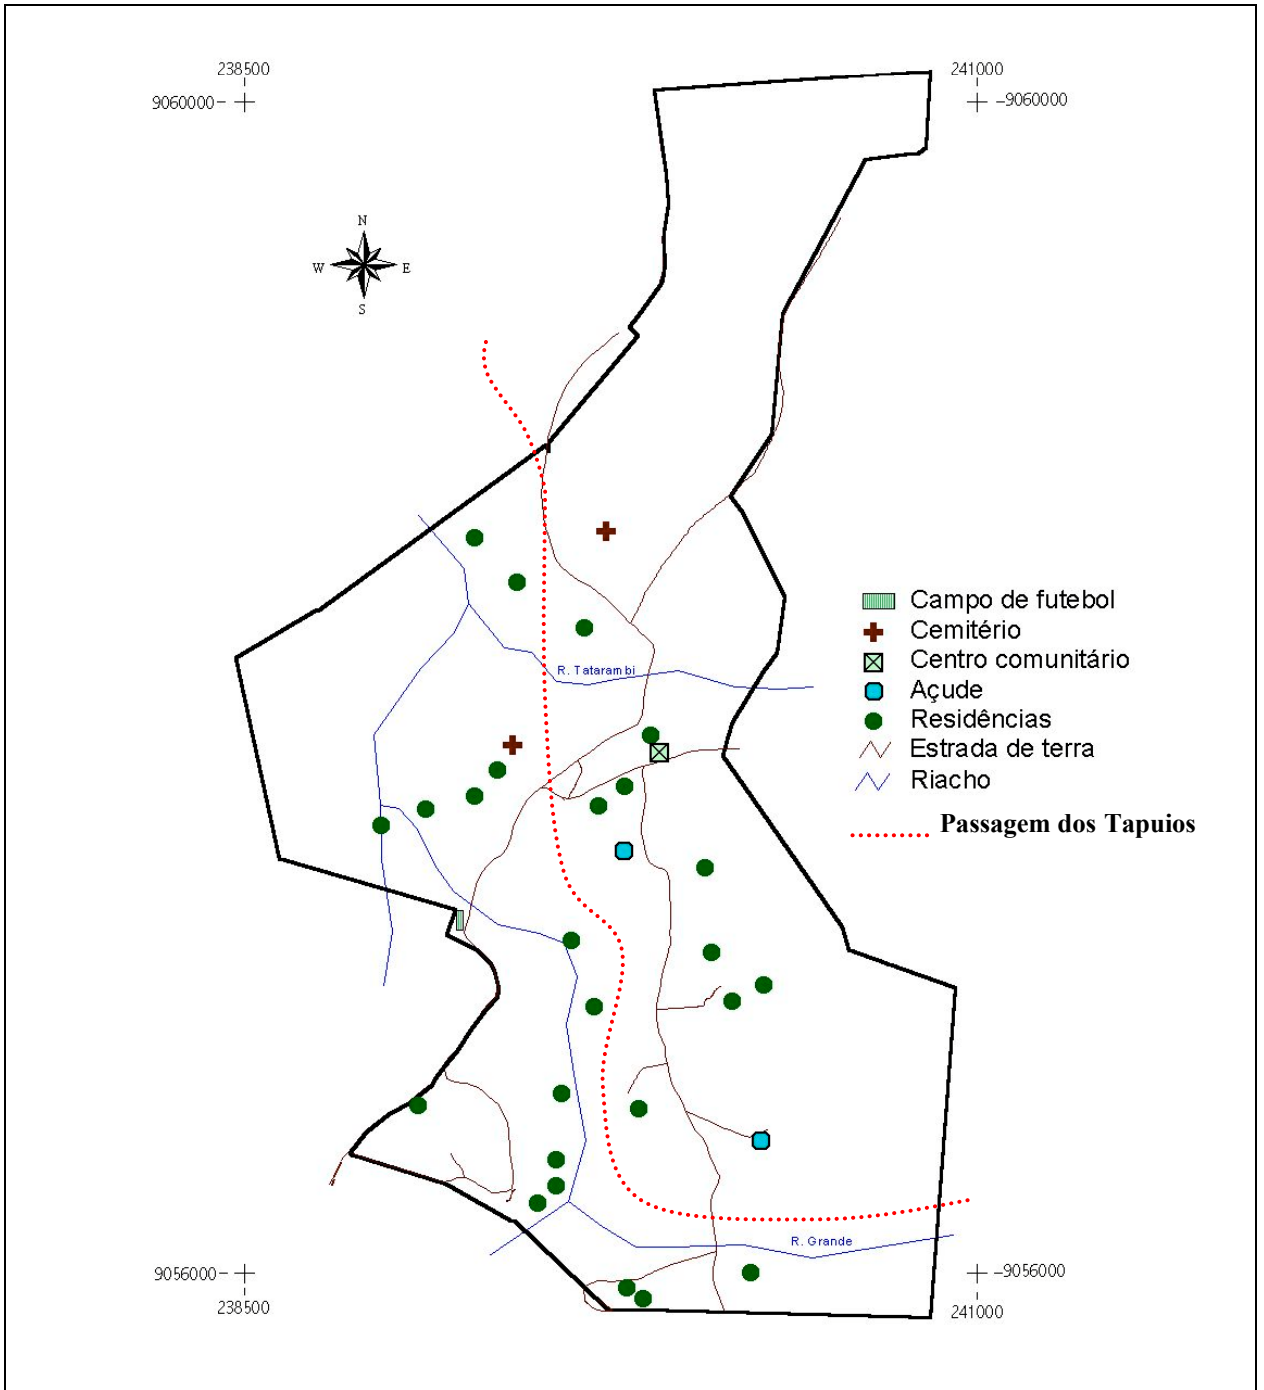 238500
241000
9060000
9060000
N
W
E
S
Campo de futebol
Cemitério
Centro comunitário
Açude
Residências
Estrada de terra
Riacho
Passagem dos Tapuios
R. Tatarambi
R. Grande
9056000
9056000
238500
241000